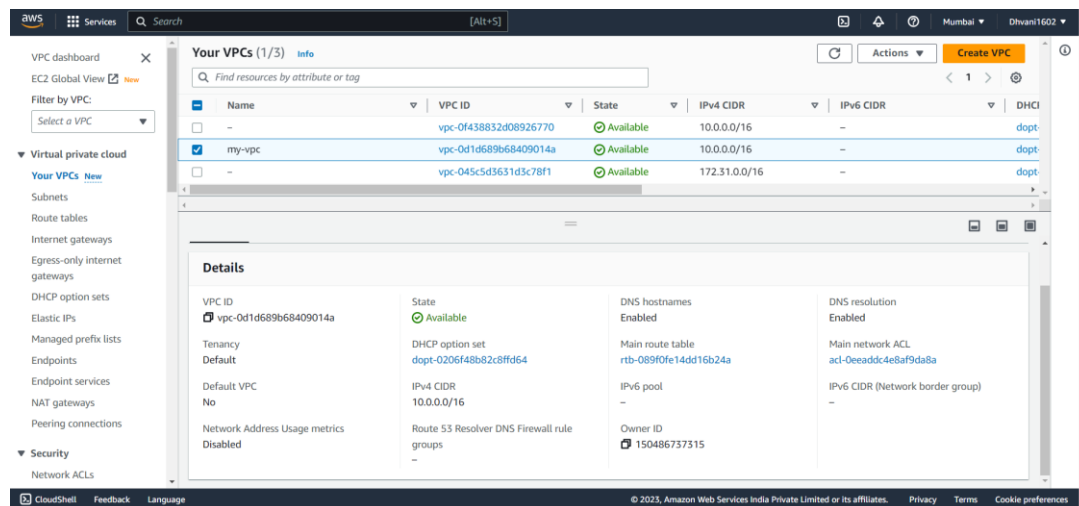 aws Services Search [Alt+S] Mumbai ▼ Dhvani1602 ▼
VPC dashboard
EC2 Global View New
Filter by VPC:
Select a VPC
Virtual private cloud
Your VPCs New
Subnets
Route tables
Internet gateways
Egress-only internet
gateways
DHCP option sets
Elastic IPs
Managed prefix lists
Endpoints
Endpoint services
NAT gateways
Peering connections
Security
Network ACLs
Your VPCs (1/3) Info
Actions ▼ Create VPC
Find resources by attribute or tag
1
Name VPC ID State IPv4 CIDR IPv6 CIDR DHCI
– vpc-0f438832d08926770 Available 10.0.0.0/16 – dopt-
my-vpc vpc-0d1d689b68409014a Available 10.0.0.0/16 – dopt-
– vpc-045c5d3631d3c78f1 Available 172.31.0.0/16 – dopt-
Details
VPC ID State DNS hostnames DNS resolution
vpc-0d1d689b68409014a Available Enabled Enabled
Tenancy DHCP option set Main route table Main network ACL
Default dopt-0206f48b82c8ffd64 rtb-089f0fe14dd16b24a acl-0eeaddc4e8af9da8a
Default VPC IPv4 CIDR IPv6 pool IPv6 CIDR (Network border group)
No 10.0.0.0/16 – –
Network Address Usage metrics Route 53 Resolver DNS Firewall rule Owner ID
Disabled groups 150486737315
–
CloudShell Feedback Language © 2023, Amazon Web Services India Private Limited or its affiliates. Privacy Terms Cookie preferences